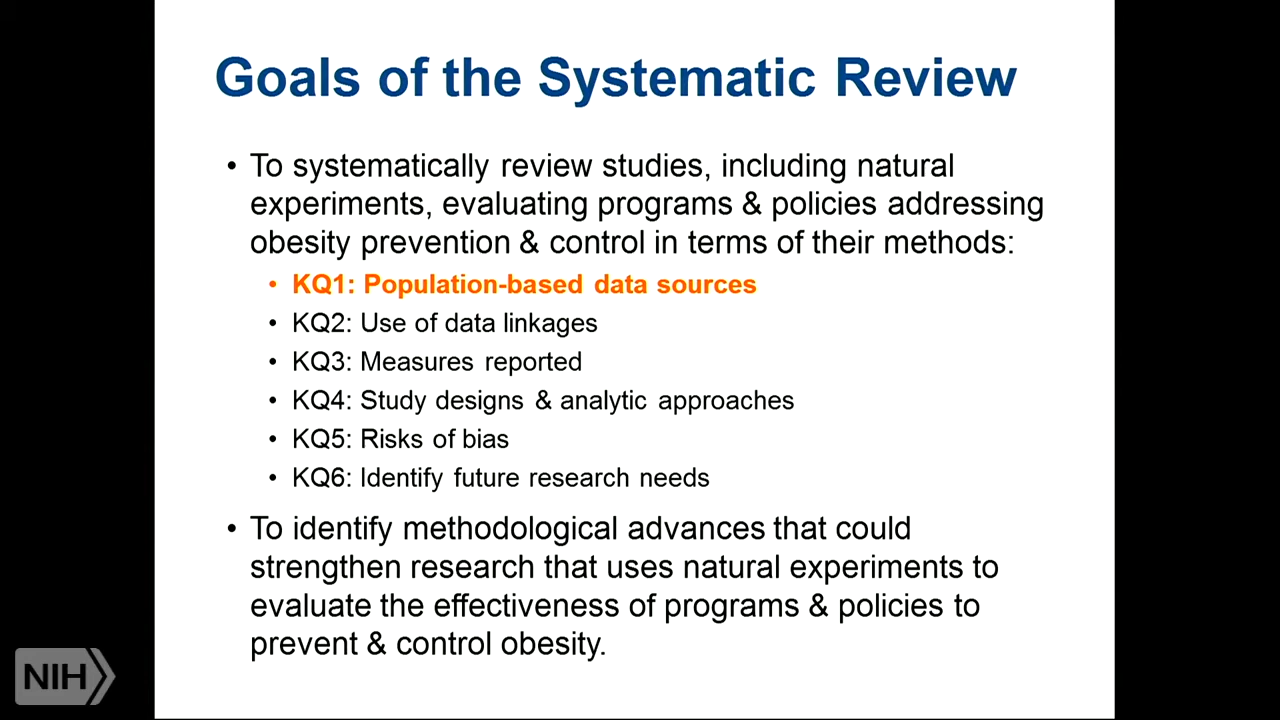 Goals of the Systematic Review
• To systematically review studies, including natural
experiments, evaluating programs & policies addressing
obesity prevention & control in terms of their methods:
• KQ1: Population-based data sources
• KQ2: Use of data linkages
• KQ3: Measures reported
• KQ4: Study designs & analytic approaches
• KQ5: Risks of bias
• KQ6: Identify future research needs
• To identify methodological advances that could
strengthen research that uses natural experiments to
evaluate the effectiveness of programs & policies to
prevent & control obesity.
NIH